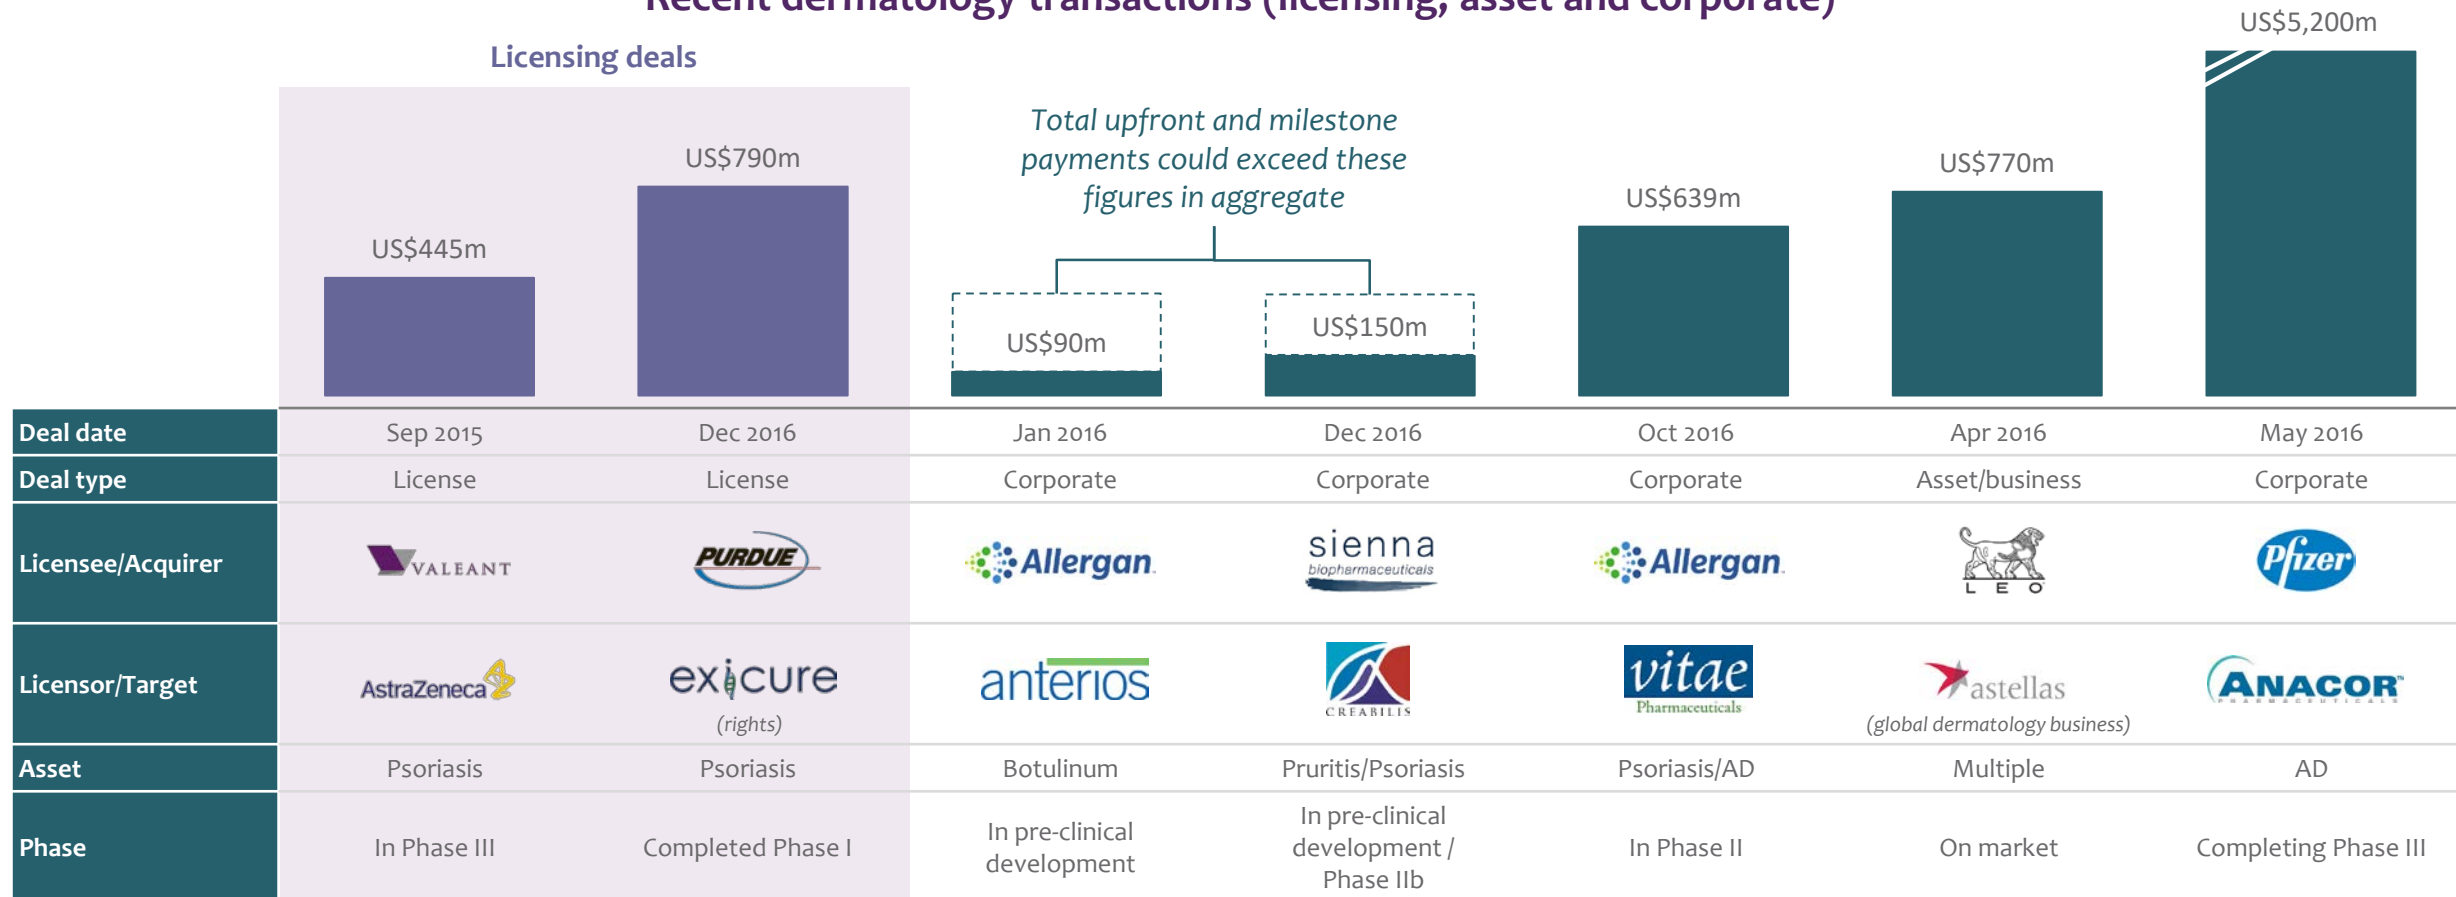 Recent dermatology transactions (licensing, asset and corporate)
US$5,200m
Licensing deals
Total upfront and milestone
payments could exceed these
figures in aggregate
US$790m
US$770m
US$639m
US$445m
US$90m
US$150m
Deal date Sep 2015 Dec 2016 Jan 2016 Dec 2016 Oct 2016 Apr 2016 May 2016
Deal type License License Corporate Corporate Corporate Asset/business Corporate
Licensee/Acquirer VALEANT PURDUE Allergan sienna biopharmaceuticals Allergan LEO Pfizer
Licensor/Target AstraZeneca exicure anterios CREABILIS vitae Pharmaceuticals astellas ANACOR PHARMACEUTICALS
(rights) (global dermatology business)
Asset Psoriasis Psoriasis Botulinum Pruritis/Psoriasis Psoriasis/AD Multiple AD
Phase In Phase III Completed Phase I In pre-clinical development In pre-clinical development / Phase IIb In Phase II On market Completing Phase III